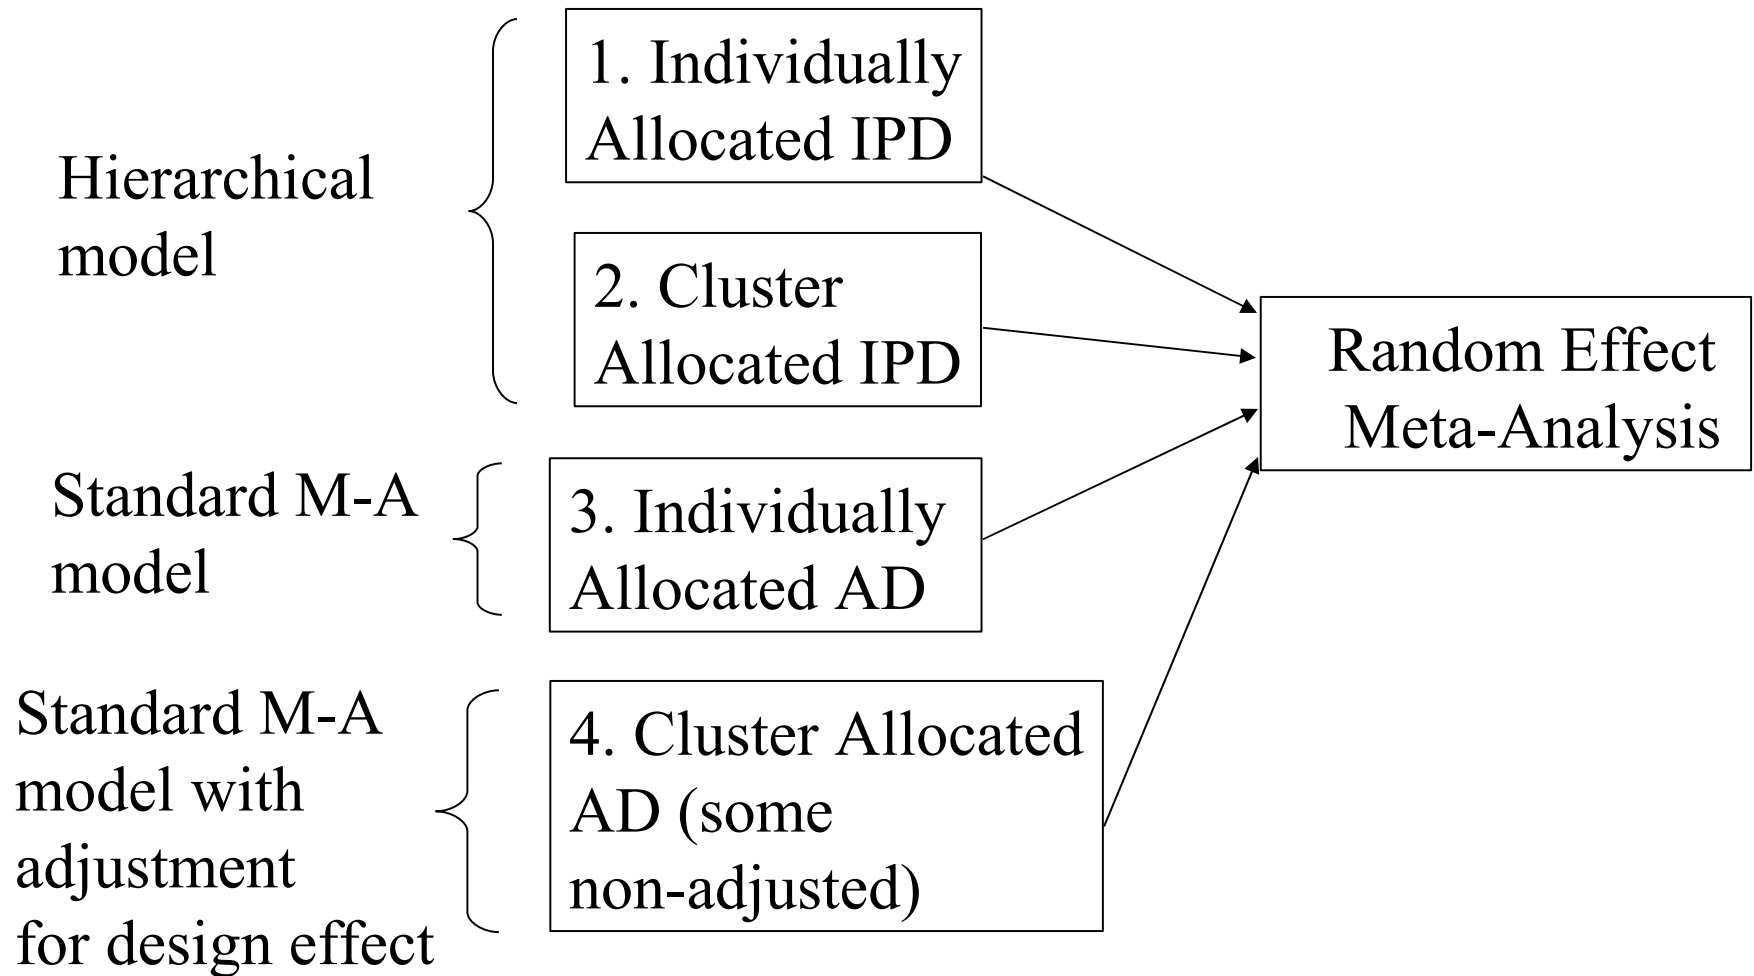 Hierarchical
model
1. Individually
Allocated IPD
2. Cluster
Allocated IPD
Random Effect
Meta-Analysis
Standard M-A
model
3. Individually
Allocated AD
Standard M-A
model with
adjustment
for design effect
4. Cluster Allocated
AD (some
non-adjusted)